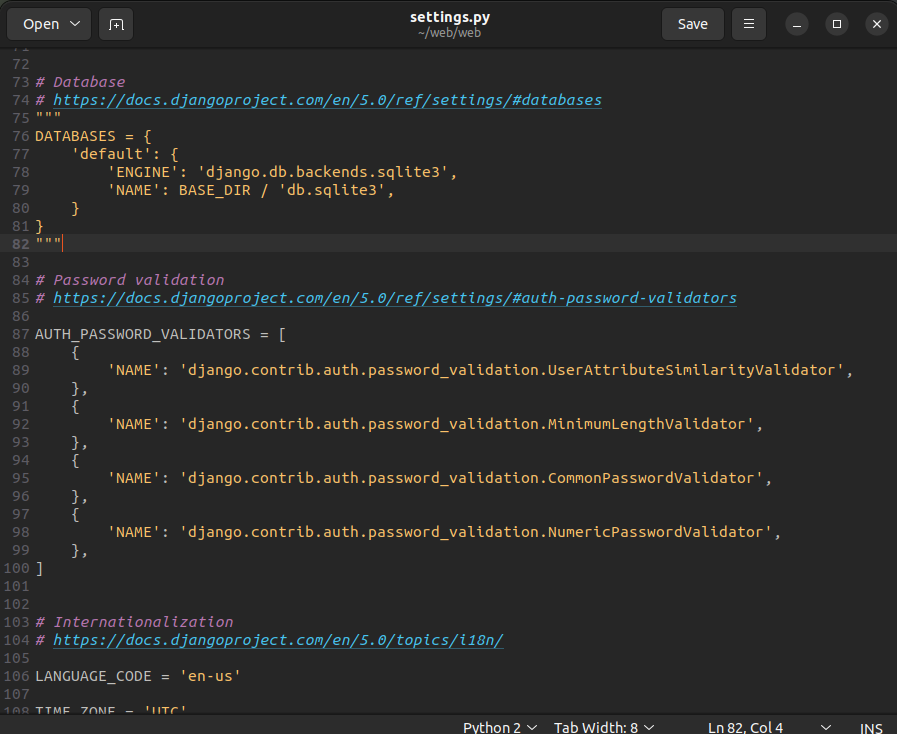 Open
settings.py
~/web/web
Save
71
72
73 # Database
74 # https://docs.djangoproject.com/en/5.0/ref/settings/#databases
75 """
76 DATABASES = {
77     'default': {
78         'ENGINE': 'django.db.backends.sqlite3',
79         'NAME': BASE_DIR / 'db.sqlite3',
80     }
81 }
82 """
83
84 # Password validation
85 # https://docs.djangoproject.com/en/5.0/ref/settings/#auth-password-validators
86
87 AUTH_PASSWORD_VALIDATORS = [
88     {
89         'NAME': 'django.contrib.auth.password_validation.UserAttributeSimilarityValidator',
90     },
91     {
92         'NAME': 'django.contrib.auth.password_validation.MinimumLengthValidator',
93     },
94     {
95         'NAME': 'django.contrib.auth.password_validation.CommonPasswordValidator',
96     },
97     {
98         'NAME': 'django.contrib.auth.password_validation.NumericPasswordValidator',
99     },
100 ]
101
102
103 # Internationalization
104 # https://docs.djangoproject.com/en/5.0/topics/i18n/
105
106 LANGUAGE_CODE = 'en-us'
107
108 TIME_ZONE = 'UTC'
Python 2 Tab Width: 8 Ln 82, Col 4 INS